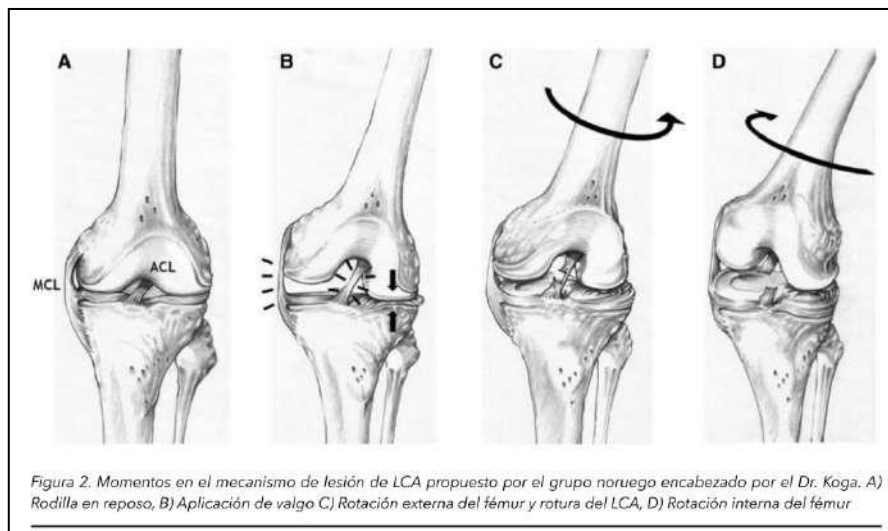 A
B
C
D
MCL
ACL
Figura 2. Momentos en el mecanismo de lesión de LCA propuesto por el grupo noruego encabezado por el Dr. Koga. A)
Rodilla en reposo, B) Aplicación de valgo C) Rotación externa del fémur y rotura del LCA, D) Rotación interna del fémur